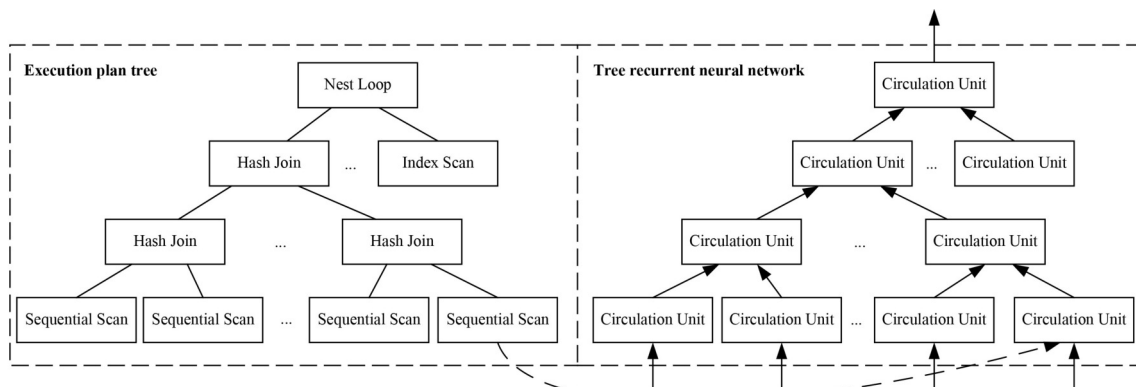 Execution plan tree
Nest Loop
Hash Join
...
Index Scan
Hash Join
...
Hash Join
Sequential Scan
Sequential Scan
...
Sequential Scan
Sequential Scan
Tree recurrent neural network
Circulation Unit
Circulation Unit
...
Circulation Unit
Circulation Unit
...
Circulation Unit
Circulation Unit
Circulation Unit
...
Circulation Unit
Circulation Unit